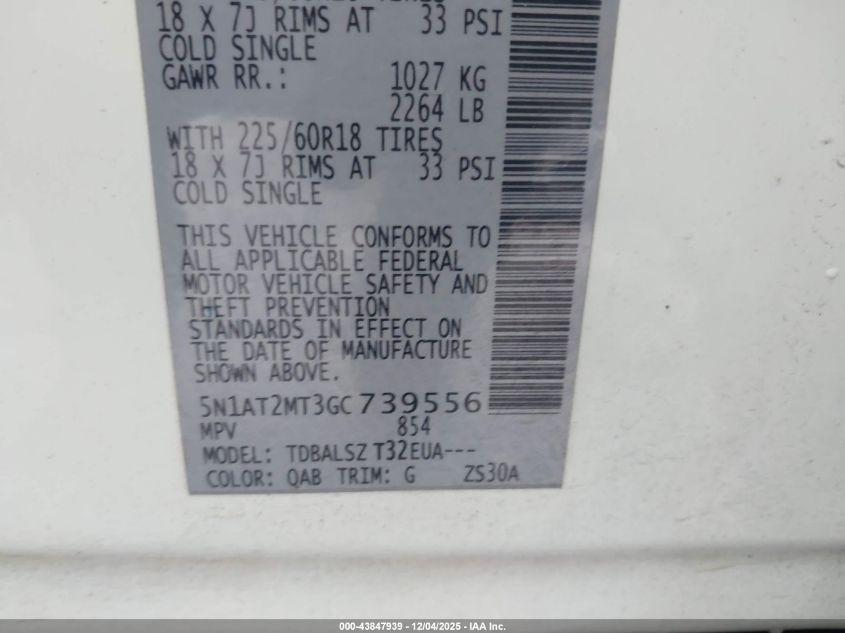 18 X 7J RIMS AT 33 PSI
COLD SINGLE
GAWR RR.: 1027 KG
2264 LB
WITH 225/60R18 TIRES
18 X 7J RIMS AT 33 PSI
COLD SINGLE
THIS VEHICLE CONFORMS TO
ALL APPLICABLE FEDERAL
MOTOR VEHICLE SAFETY AND
THEFT PREVENTION
STANDARDS IN EFFECT ON
THE DATE OF MANUFACTURE
SHOWN ABOVE.
5N1AT2MT3GC739556
MPV 854
MODEL: TDBALSZ T32EUA---
COLOR: QAB TRIM: G ZS30A
000-43847939 - 12/04/2025 - IAA Inc.